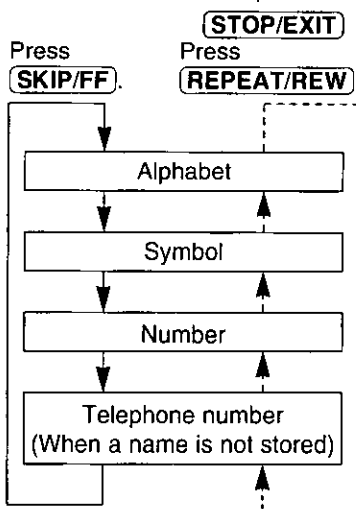 STOP/EXIT
Press
SKIP/FF.
Press
REPEAT/REW
Alphabet
Symbol
Number
Telephone number
(When a name is not stored)